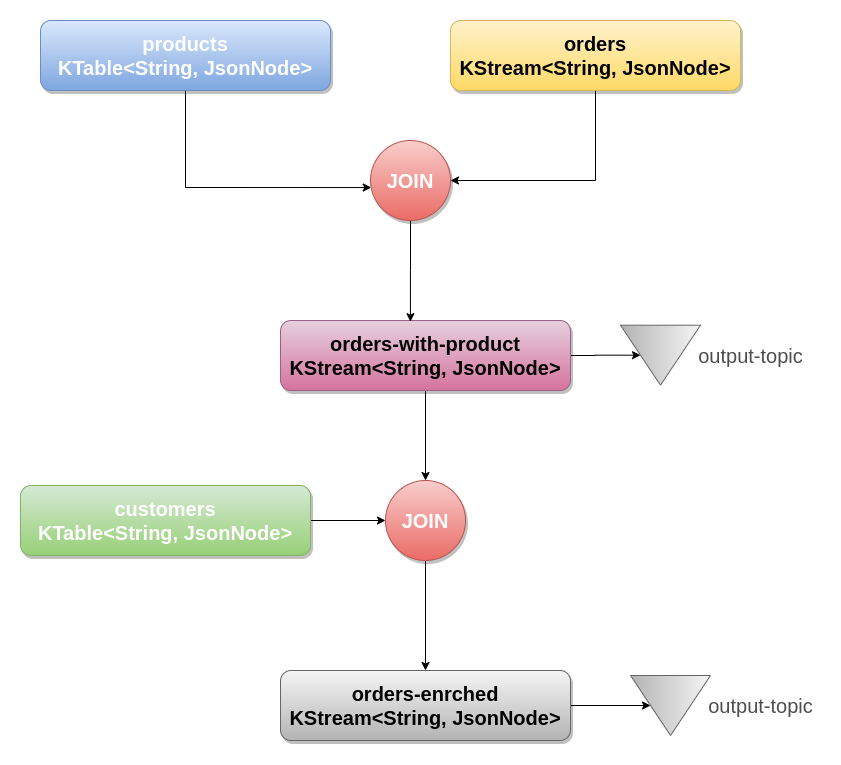 products
KTable<String, JsonNode>
orders
KStream<String, JsonNode>
JOIN
orders-with-product
KStream<String, JsonNode>
output-topic
customers
KTable<String, JsonNode>
JOIN
orders-enrched
KStream<String, JsonNode>
output-topic